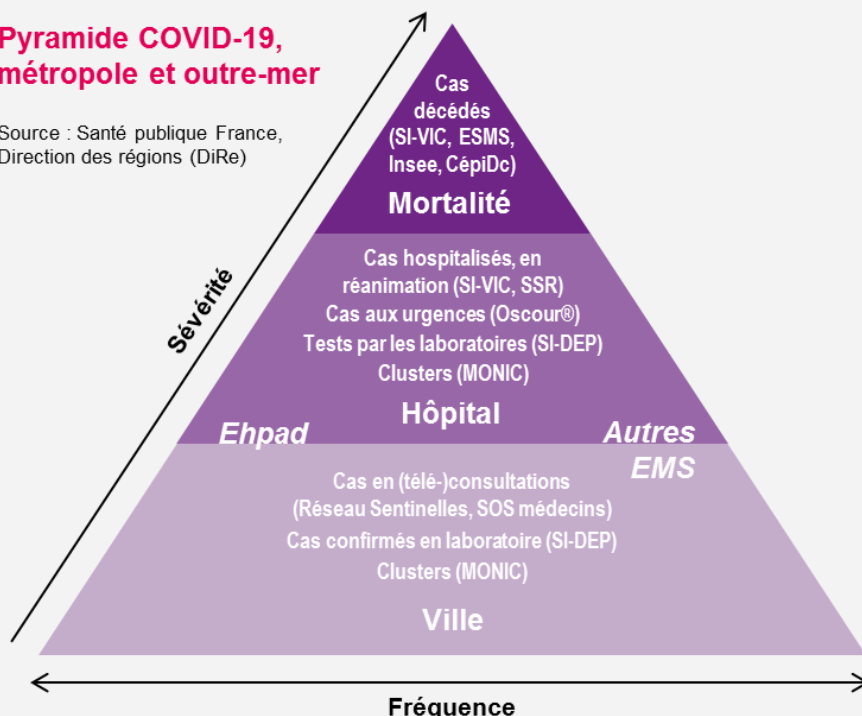 Pyramide COVID-19,
métropole et outre-mer
Source : Santé publique France,
Direction des régions (DiRe)
Sévérité
Cas
décédés
(SI-VIC, ESMS,
Insee, CépiDc)
Mortalité
Cas hospitalisés, en
réanimation (SI-VIC, SSR)
Cas aux urgences (Oscour®)
Tests par les laboratoires (SI-DEP)
Clusters (MONIC)
Hôpital
Ehpad
Autres
EMS
Cas en (télé-)consultations
(Réseau Sentinelles, SOS médecins)
Cas confirmés en laboratoire (SI-DEP)
Clusters (MONIC)
Ville
Fréquence